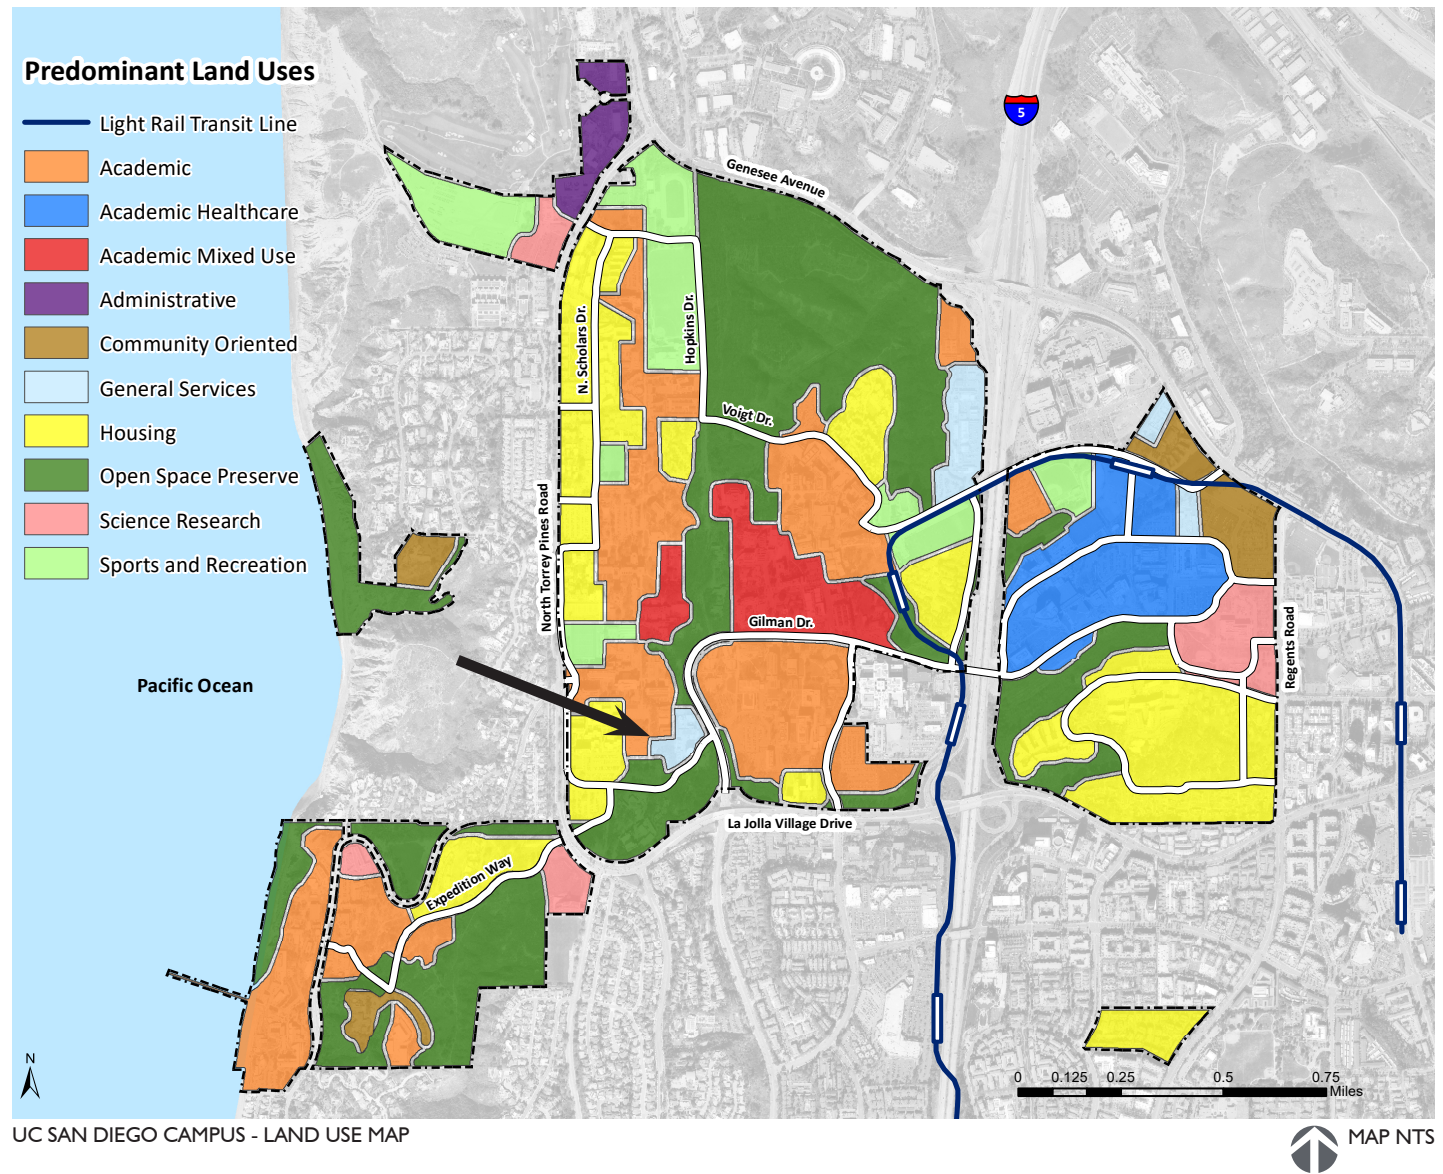 Predominant Land Uses
Light Rail Transit Line
Academic
Academic Healthcare
Academic Mixed Use
Administrative
Community Oriented
General Services
Housing
Open Space Preserve
Science Research
Sports and Recreation
5
Genesee Avenue
N. Scholars Dr.
Hopkins Dr.
Voigt Dr.
North Torrey Pines Road
Gilman Dr.
Regents Road
Pacific Ocean
La Jolla Village Drive
Expedition Way
N
0 0.125 0.25 0.5 0.75
Miles
UC SAN DIEGO CAMPUS - LAND USE MAP
MAP NTS